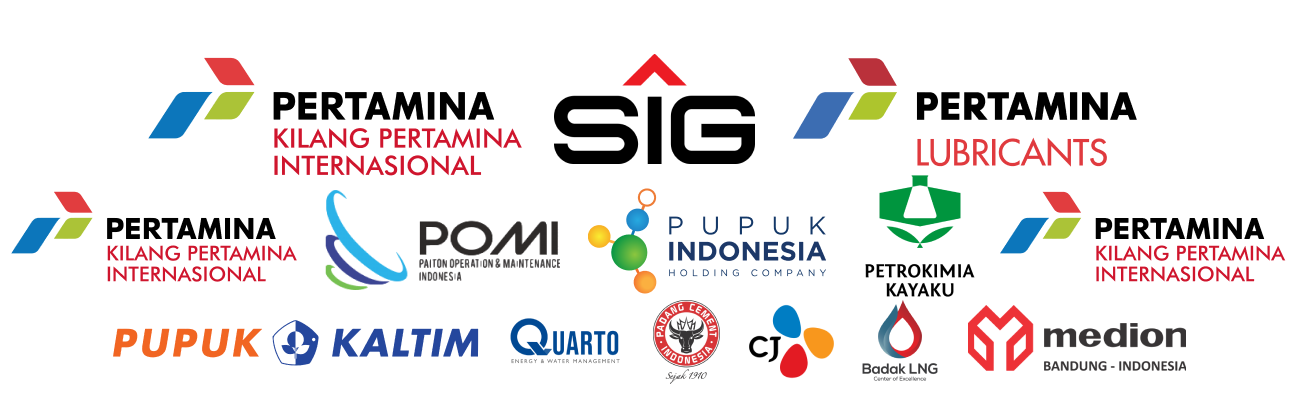 PERTAMINA
KILANG PERTAMINA
INTERNASIONAL
SIG
PERTAMINA
LUBRICANTS
PERTAMINA
KILANG PERTAMINA
INTERNASIONAL
POMI
PAITON OPERATION & MAINTENANCE
INDONESIA
PUPUK
INDONESIA
HOLDING COMPANY
PETROKIMIA
KAYAKU
PERTAMINA
KILANG PERTAMINA
INTERNASIONAL
PUPUK KALTIM
QUARTO
ENERGY & WATER MANAGEMENT
PADANG CEMENT
INDONESIA
Sejak 1910
CJ
Badak LNG
Center of Excellence
medion
BANDUNG - INDONESIA